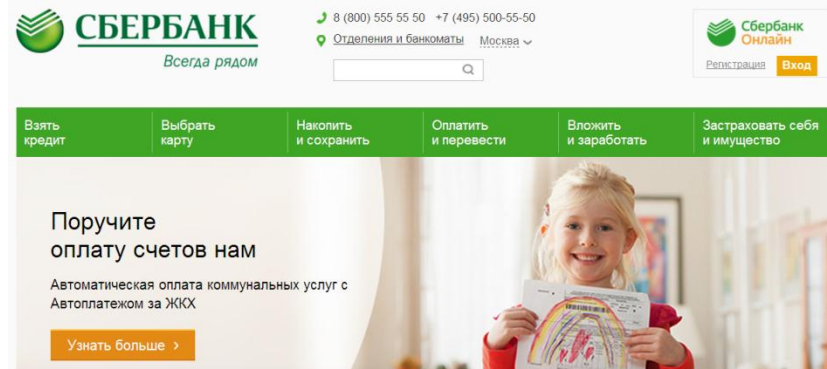 СБЕРБАНК
Всегда рядом
8 (800) 555 55 50 +7 (495) 500-55-50
Отделения и банкоматы Москва
Сбербанк
Онлайн
Регистрация Вход
Взять
кредит
Выбрать
карту
Накопить
и сохранить
Оплатить
и перевести
Вложить
и заработать
Застраховать себя
и имущество
Поручите
оплату счетов нам
Автоматическая оплата коммунальных услуг с
Автоплатежом за ЖКХ
Узнать больше ›